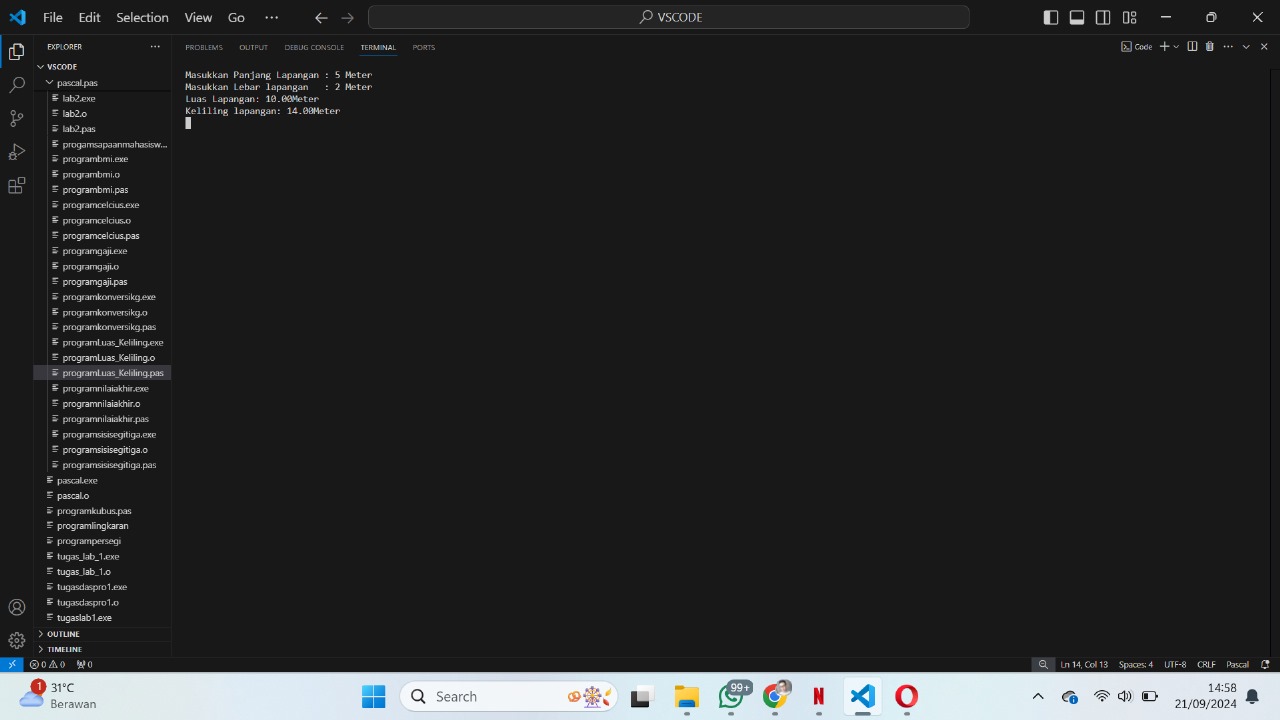 File Edit Selection View Go ... VSCODE
EXPLORER ...
PROBLEMS OUTPUT DEBUG CONSOLE TERMINAL PORTS Code
VSCODE
pascal.pas
lab2.exe
lab2.o
lab2.pas
progamsapaanmahasisw...
programbmi.exe
programbmi.o
programbmi.pas
programcelcius.exe
programcelcius.o
programcelcius.pas
programgaji.exe
programgaji.o
programgaji.pas
programkonversikg.exe
programkonversikg.o
programkonversikg.pas
programLuas_Keliling.exe
programLuas_Keliling.o
programLuas_Keliling.pas
programnilaiakhir.exe
programnilaiakhir.o
programnilaiakhir.pas
programsisisegitiga.exe
programsisisegitiga.o
programsisisegitiga.pas
pascal.exe
pascal.o
programkubus.pas
programlingkaran
programpersegi
tugas_lab_1.exe
tugas_lab_1.o
tugasdaspro1.exe
tugasdaspro1.o
tugaslab1.exe
OUTLINE
TIMELINE
Masukkan Panjang Lapangan : 5 Meter
Masukkan Lebar lapangan   : 2 Meter
Luas Lapangan: 10.00Meter
Keliling lapangan: 14.00Meter
0 0 0 Ln 14, Col 13 Spaces: 4 UTF-8 CRLF Pascal
1 31°C
Berawan
Search
99+
N
14:58
21/09/2024